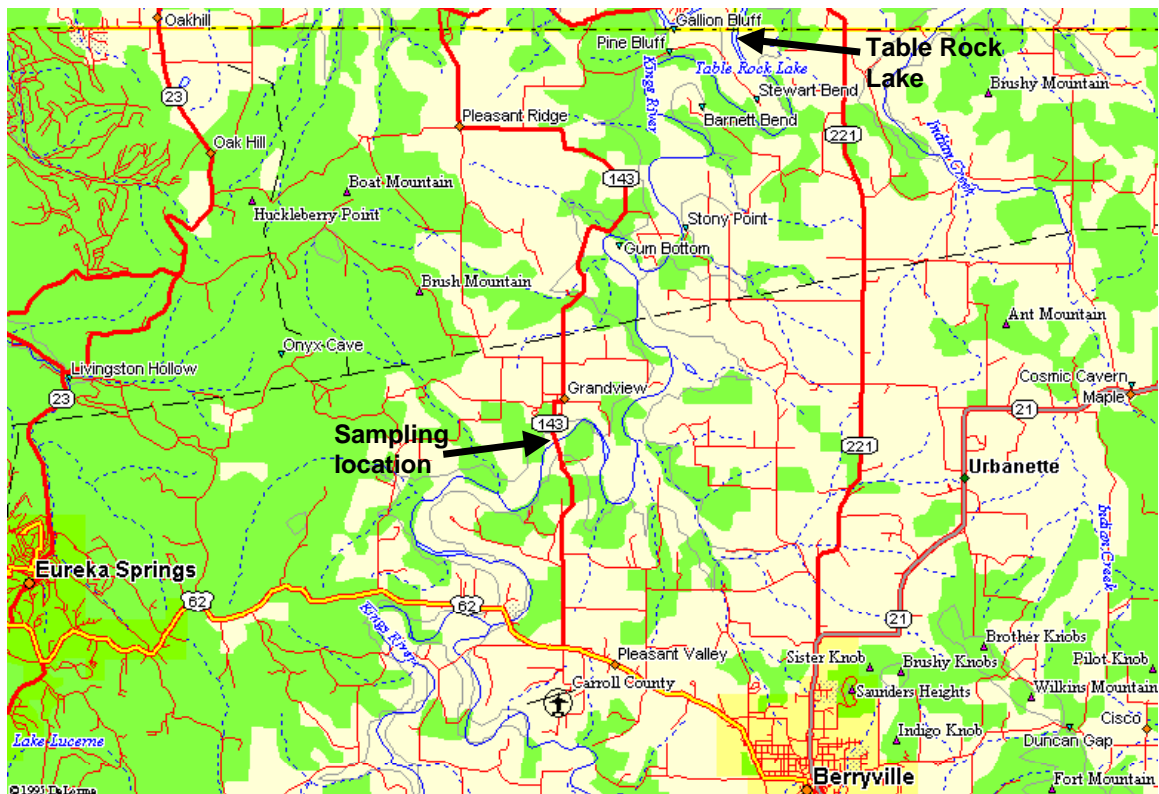 Oakhill
Gallion Bluff
Pine Bluff
Table Rock
Lake
Kings River
Table Rock Lake
Stewart Bend
Brushy Mountain
23
Barnett Bend
Pleasant Ridge
221
Indian Creek
Oak Hill
143
Boat Mountain
Huckleberry Point
Stony Point
Gum Bottom
Brush Mountain
Ant Mountain
Onyx Cave
Livingston Hollow
Cosmic Cavern
Maple
23
Grandview
21
143
Sampling
location
221
Urbanette
Indian Creek
Eureka Springs
62
62
Kings River
21
Brother Knobs
Pleasant Valley
Sister Knob
Brushy Knobs
Pilot Knob
Carroll County
Saunders Heights
Wilkins Mountain
Cisco
Lake Lucerne
Indigo Knob
Duncan Gap
Berryville
Fort Mountain
©1995 DeLorme